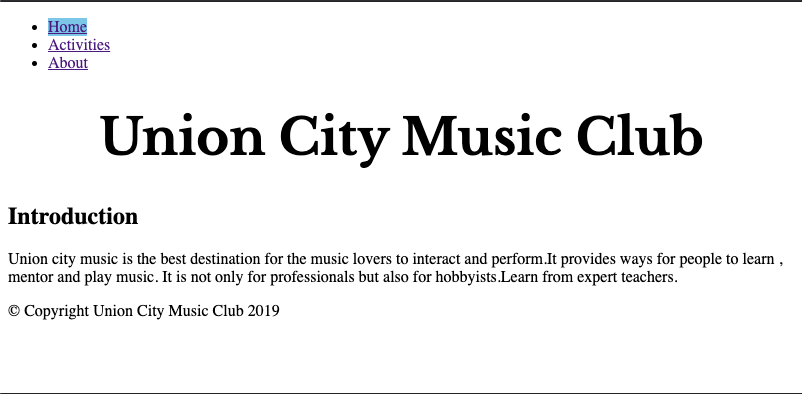 Home
Activities
About
Union City Music Club
Introduction
Union city music is the best destination for the music lovers to interact and perform.It provides ways for people to learn ,
mentor and play music. It is not only for professionals but also for hobbyists.Learn from expert teachers.
© Copyright Union City Music Club 2019